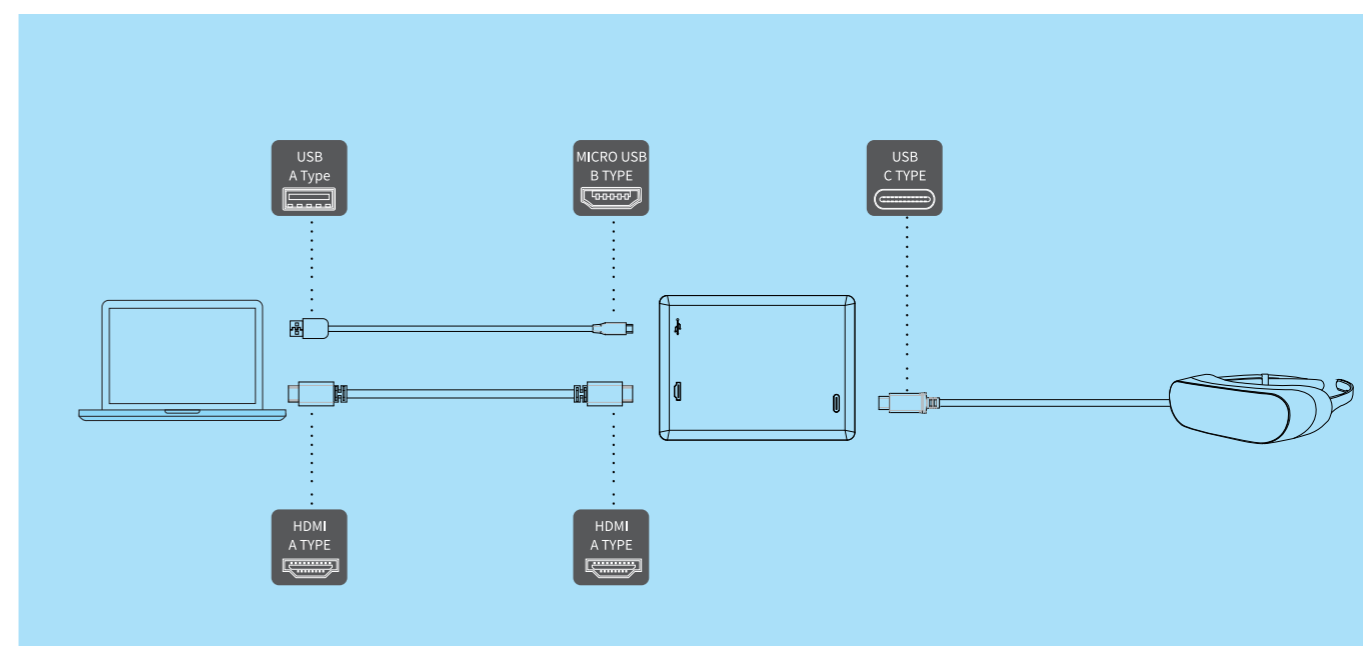 USB
A Type
MICRO USB
B TYPE
USB
C TYPE
HDMI
A TYPE
HDMI
A TYPE